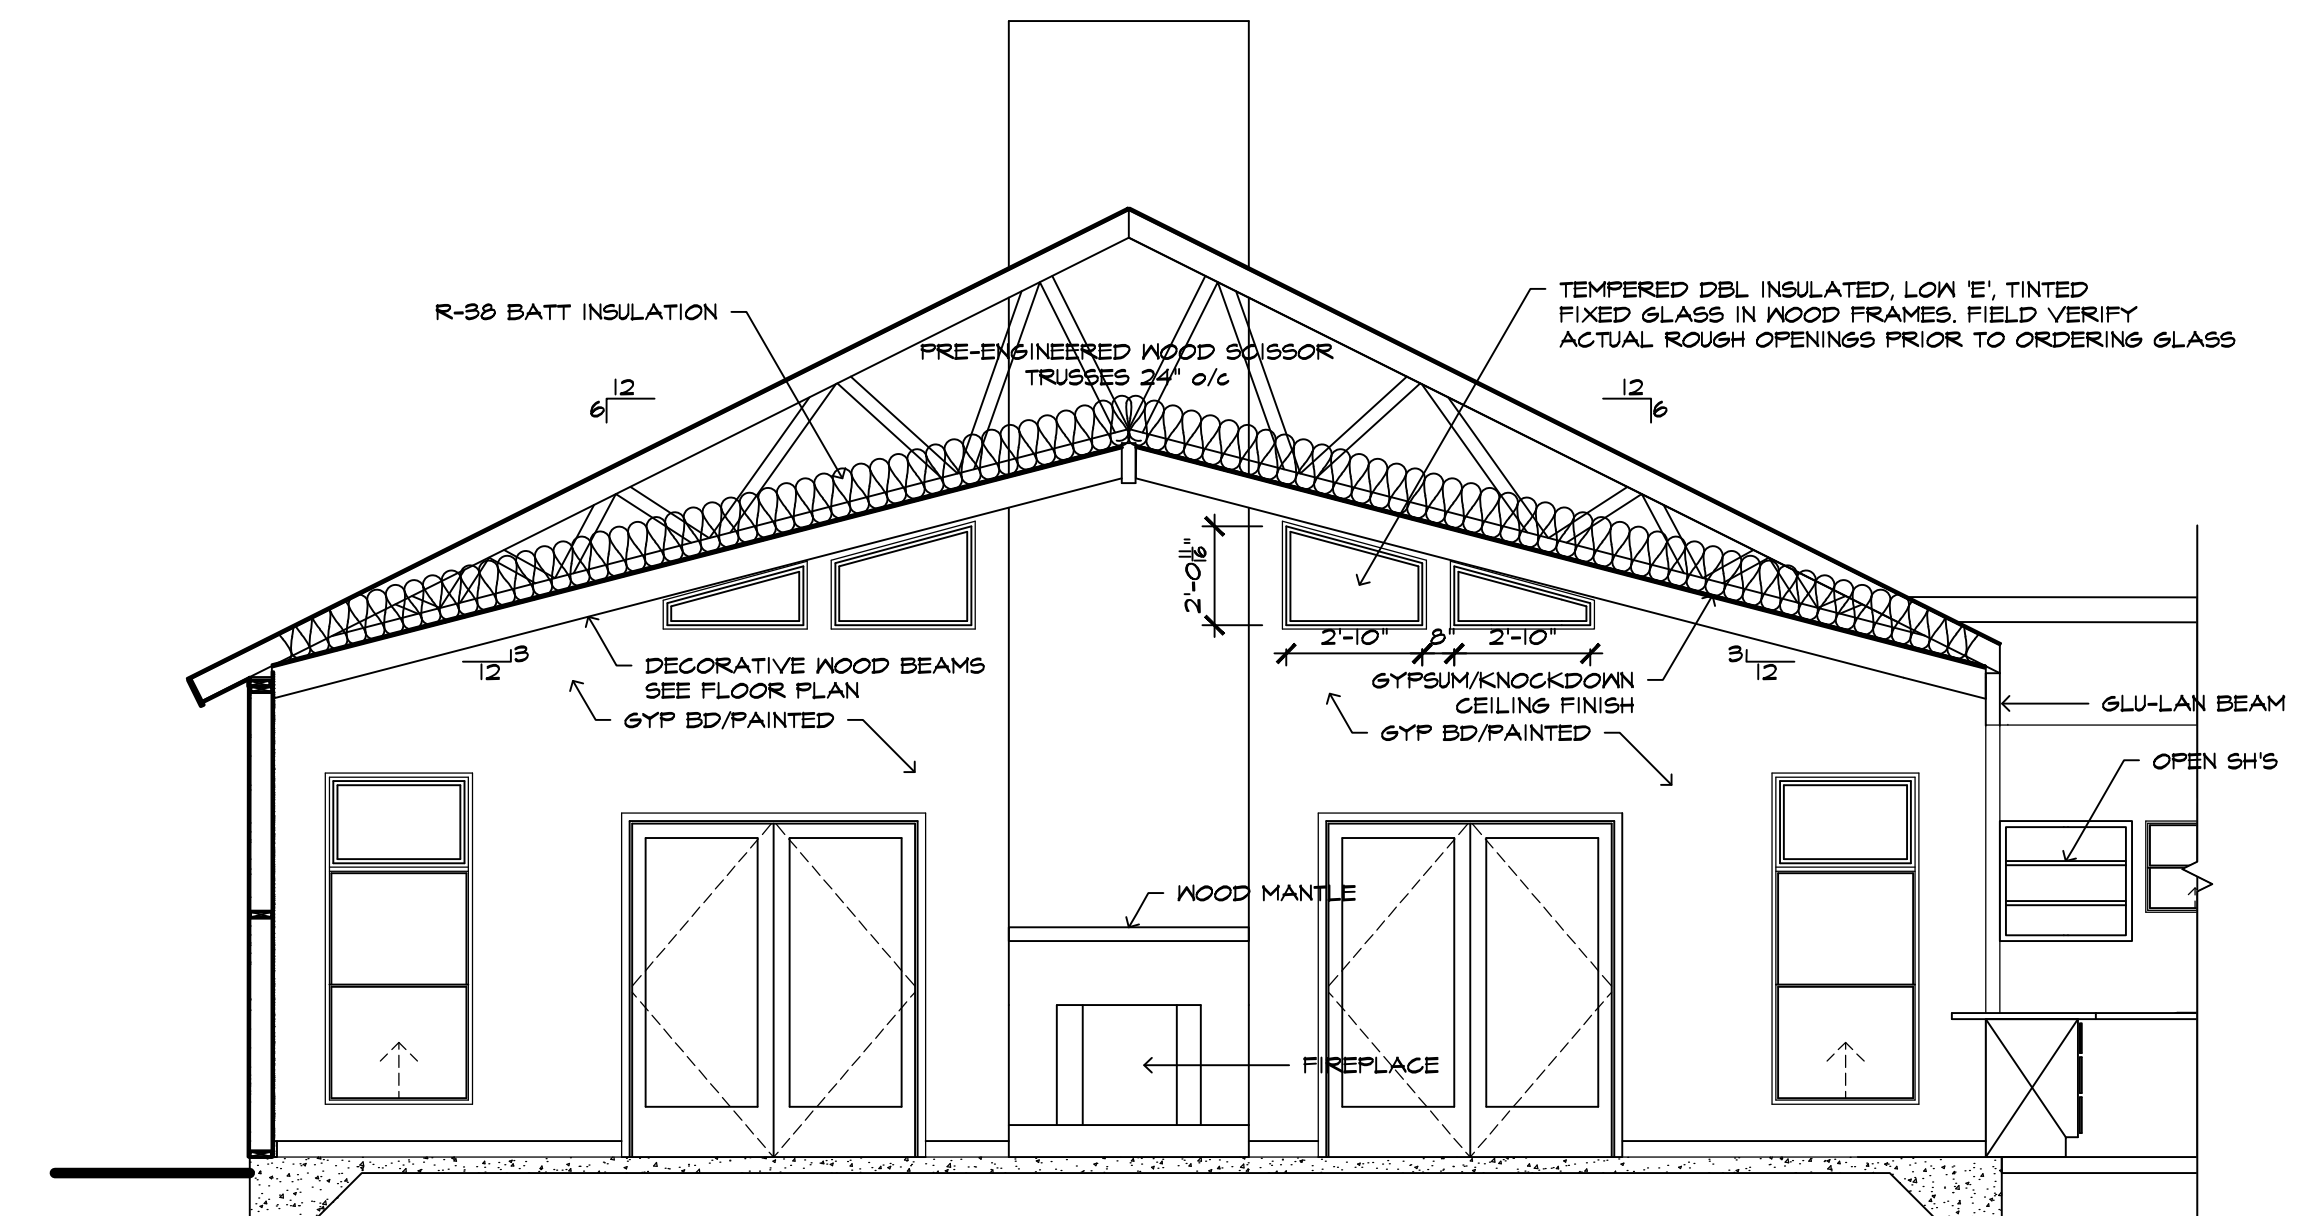 TEMPERED DBL INSULATED, LOW 'E', TINTED
FIXED GLASS IN WOOD FRAMES. FIELD VERIFY
ACTUAL ROUGH OPENINGS PRIOR TO ORDERING GLASS
R-38 BATT INSULATION
PRE-ENGINEERED WOOD SCISSOR
TRUSSES 24" o/c
12
6
12
6
2'-0 11/16"
2'-10"
8"
2'-10"
3
12
3
12
DECORATIVE WOOD BEAMS
SEE FLOOR PLAN
GYP BD/PAINTED
GYPSUM/KNOCKDOWN
CEILING FINISH
GYP BD/PAINTED
GLU-LAN BEAM
OPEN SH'S
WOOD MANTLE
FIREPLACE